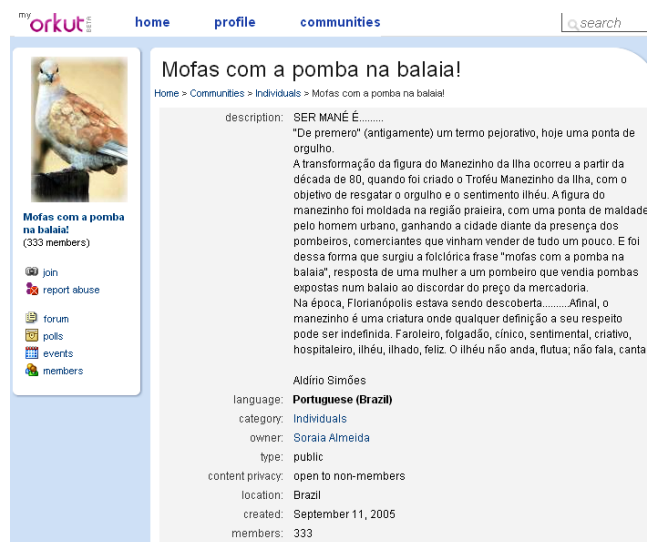 my orkut BETA
home profile communities search
Mofas com a pomba na balaia!
Home > Communities > Individuals > Mofas com a pomba na balaia!
Mofas com a pomba
na balaia!
(333 members)
join
report abuse
forum
polls
events
members
description: SER MANÉ É.........
"De premero" (antigamente) um termo pejorativo, hoje uma ponta de
orgulho.
A transformação da figura do Manezinho da Ilha ocorreu a partir da
década de 80, quando foi criado o Troféu Manezinho da Ilha, com o
objetivo de resgatar o orgulho e o sentimento ilhéu. A figura do
manezinho foi moldada na região praieira, com uma ponta de maldade
pelo homem urbano, ganhando a cidade diante da presença dos
pombeiros, comerciantes que vinham vender de tudo um pouco. E foi
dessa forma que surgiu a folclórica frase "mofas com a pomba na
balaia", resposta de uma mulher a um pombeiro que vendia pombas
expostas num balaio ao discordar do preço da mercadoria.
Na época, Florianópolis estava sendo descoberta..........Afinal, o
manezinho é uma criatura onde qualquer definição a seu respeito
pode ser indefinida. Faroleiro, folgadão, cínico, sentimental, criativo,
hospitaleiro, ilhéu, ilhado, feliz. O ilhéu não anda, flutua; não fala, canta
Aldírio Simões
language: Portuguese (Brazil)
category: Individuals
owner: Soraia Almeida
type: public
content privacy: open to non-members
location: Brazil
created: September 11, 2005
members: 333